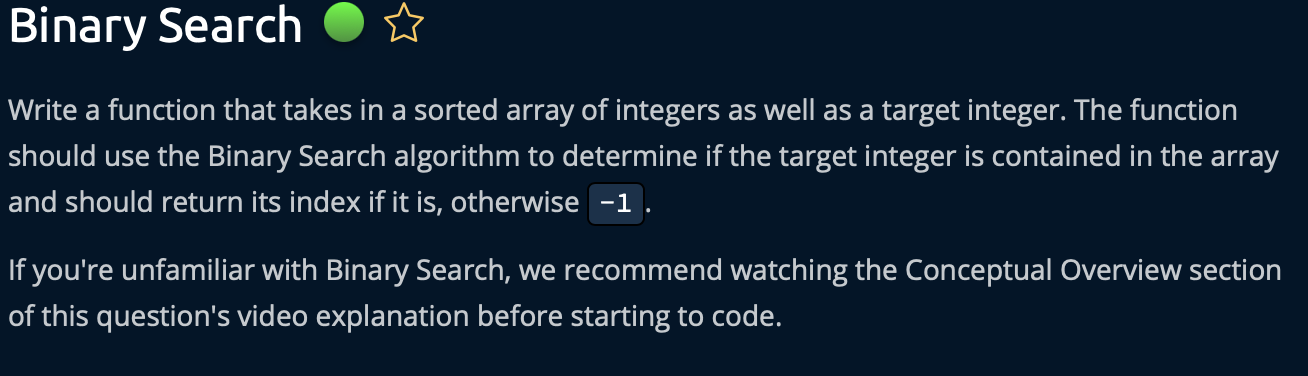 Binary Search
Write a function that takes in a sorted array of integers as well as a target integer. The function
should use the Binary Search algorithm to determine if the target integer is contained in the array
and should return its index if it is, otherwise -1.
If you're unfamiliar with Binary Search, we recommend watching the Conceptual Overview section
of this question's video explanation before starting to code.